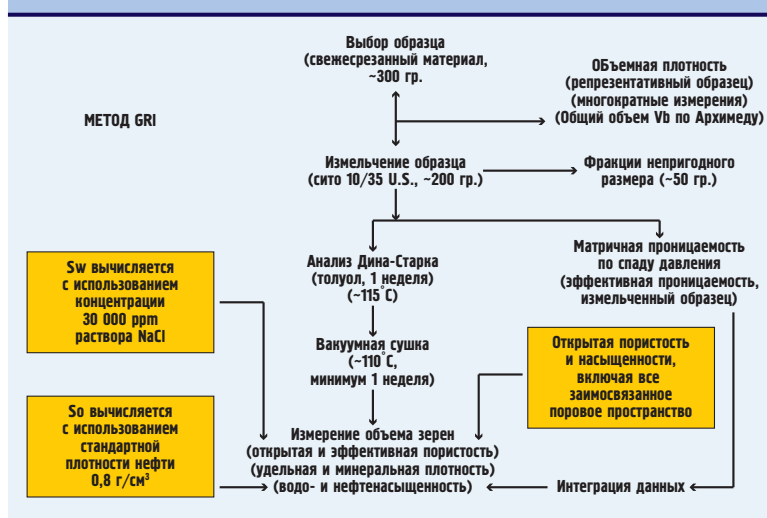 Выбор образца
(свежесрезанный материал,
~300 гр.
ОБъемная плотность
(репрезентативный образец)
(многократные измерения)
(Общий объем Vb по Архимеду)
МЕТОД GRI
Измельчение образца
(сито 10/35 U.S., ~200 гр.)
Фракции непригодного
размера (~50 гр.)
Анализ Дина-Старка
(толуол, 1 неделя)
(~115°С)
Матричная проницаемость
по спаду давления
(эффективная проницаемость,
измельченный образец)
Sw вычисляется
с использованием
концентрации
30 000 ppm
раствора NaCl
Вакуумная сушка
(~110°С,
минимум 1 неделя)
Открытая пористость
и насыщенности,
включая все
заимосвязанное
поровое пространство
So вычисляется
с использованием
стандартной
плотности нефти
0,8 г/см³
Измерение объема зерен
(открытая и эффективная пористость)
(удельная и минеральная плотность)
(водо- и нефтенасыщенность)
Интеграция данных